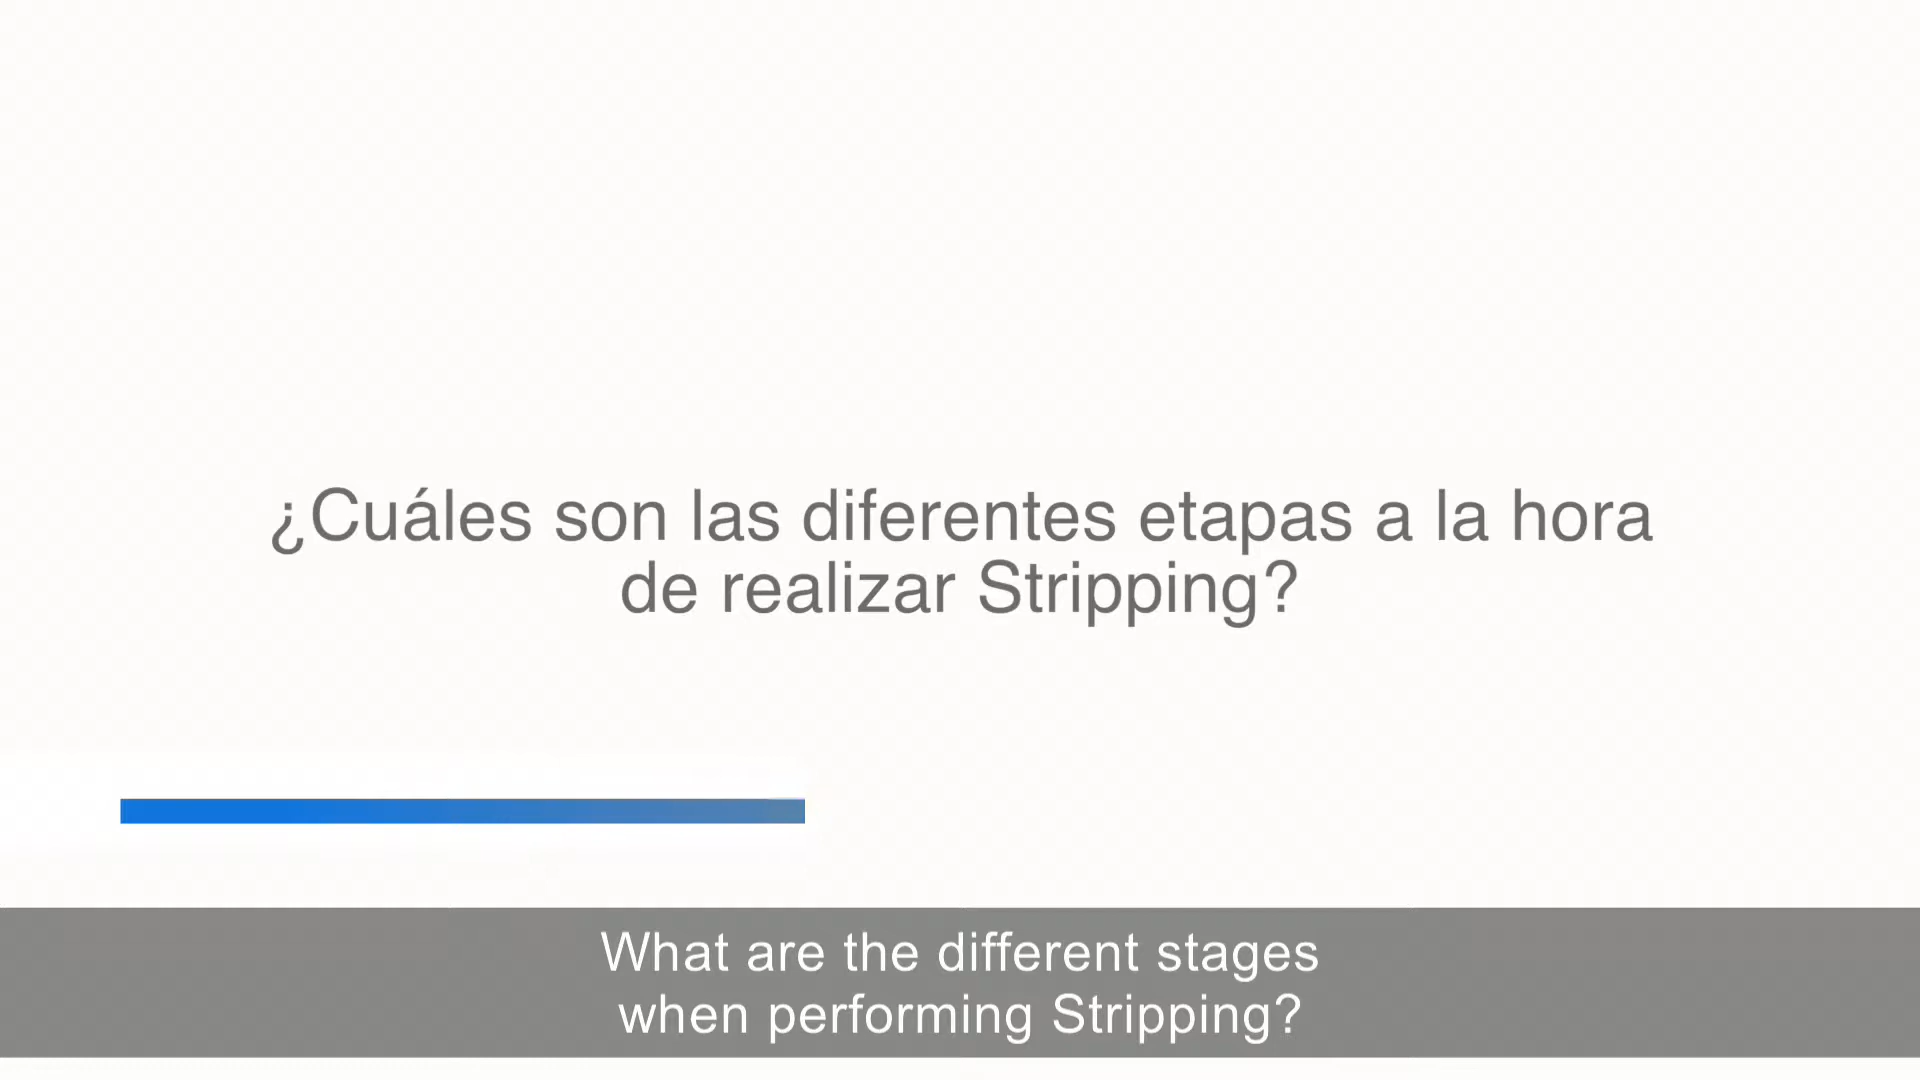 ¿Cuáles son las diferentes etapas a la hora
de realizar Stripping?
What are the different stages
when performing Stripping?